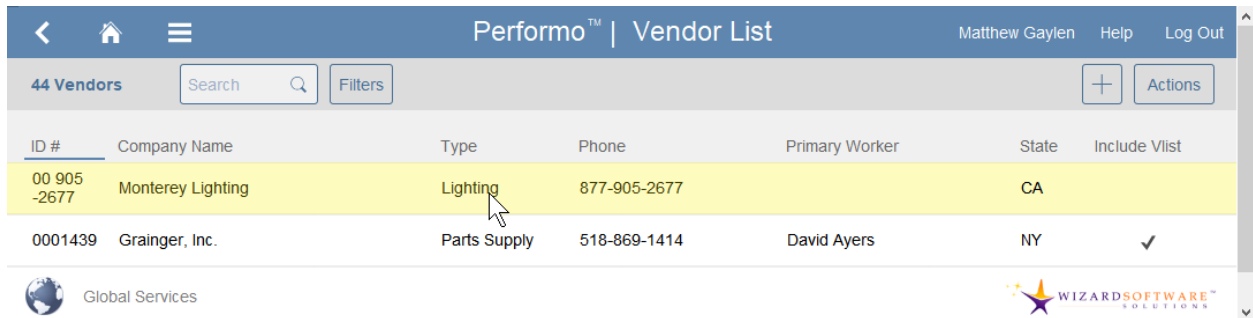 Performo™ | Vendor List Matthew Gaylen Help Log Out
44 Vendors Search Filters Actions
ID # Company Name Type Phone Primary Worker State Include Vlist
00 905
-2677 Monterey Lighting Lighting 877-905-2677 CA
0001439 Grainger, Inc. Parts Supply 518-869-1414 David Ayers NY
Global Services WIZARDSOFTWARE™
SOLUTIONS